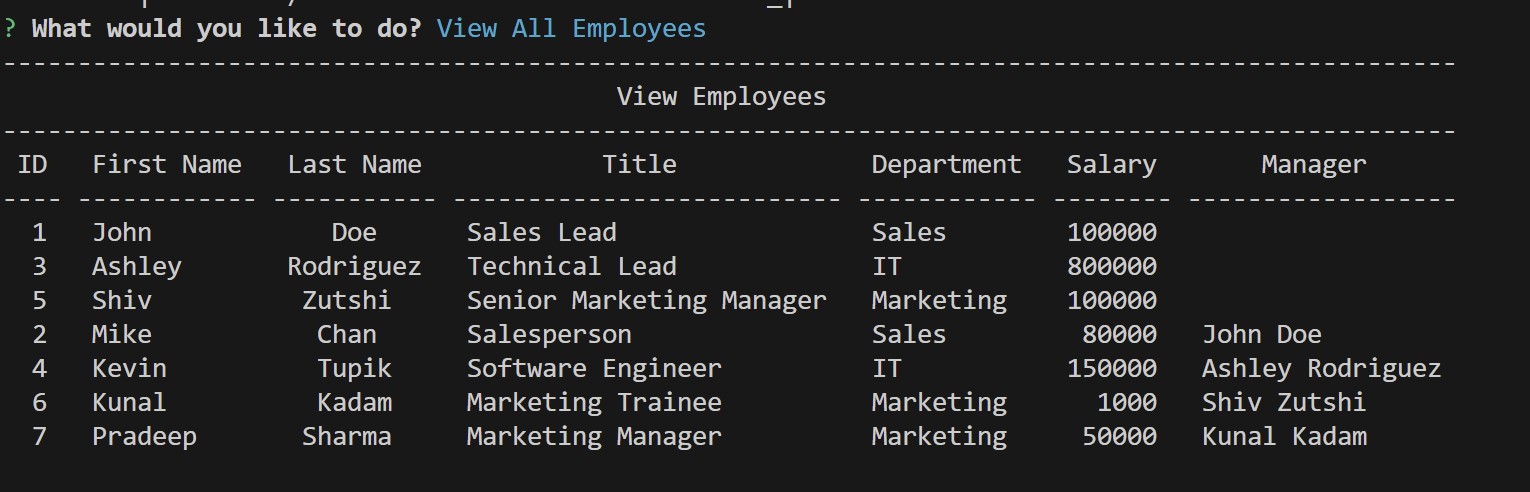 ? What would you like to do? View All Employees
-------------------------------------------------------------------------------------------------
View Employees
-------------------------------------------------------------------------------------------------
ID First Name Last Name Title Department Salary Manager
---- ------------ ----------- -------------------------- ------------ -------- ------------------
1 John Doe Sales Lead Sales 100000
3 Ashley Rodriguez Technical Lead IT 800000
5 Shiv Zutshi Senior Marketing Manager Marketing 100000
2 Mike Chan Salesperson Sales 80000 John Doe
4 Kevin Tupik Software Engineer IT 150000 Ashley Rodriguez
6 Kunal Kadam Marketing Trainee Marketing 1000 Shiv Zutshi
7 Pradeep Sharma Marketing Manager Marketing 50000 Kunal Kadam